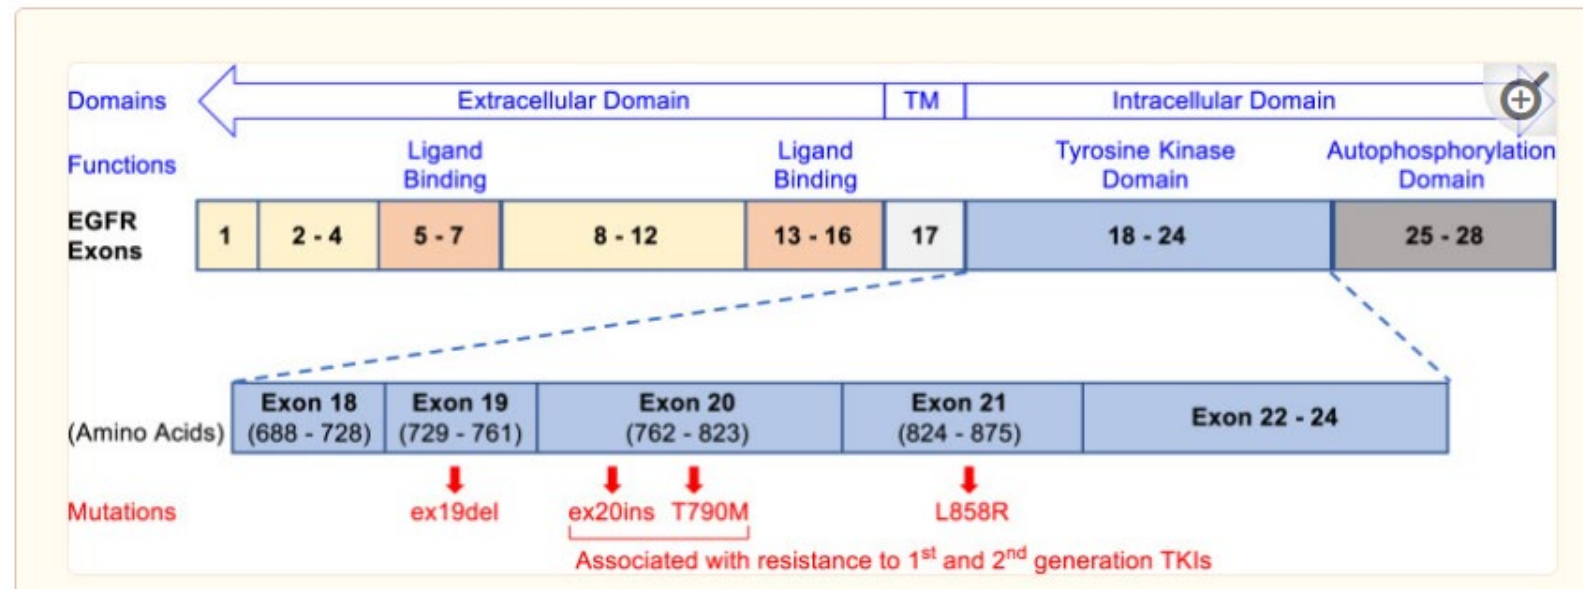 Domains Extracellular Domain TM Intracellular Domain
Functions
Ligand
Binding
Ligand
Binding
Tyrosine Kinase
Domain
Autophosphorylation
Domain
EGFR
Exons
1 2 - 4 5 - 7 8 - 12 13 - 16 17 18 - 24 25 - 28
Exon 18 Exon 19 Exon 20 Exon 21 Exon 22 - 24
(Amino Acids) (688 - 728) (729 - 761) (762 - 823) (824 - 875)
Mutations ex19del ex20ins T790M L858R
Associated with resistance to 1st and 2nd generation TKIs